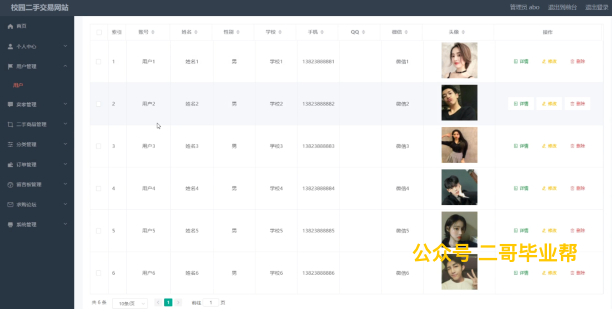 校园二手交易网站
管理员 abo 退出到前台 退出登录
首页
个人中心
用户管理
用户
卖家管理
二手商品管理
分类管理
订单管理
留言板管理
求购论坛
系统管理
索引 账号 姓名 性别 学校 手机 QQ 微信 头像 操作
1 用户1 姓名1 男 学校1 13823888881 微信1 详情 修改 删除
2 用户2 姓名2 男 学校2 13823888882 微信2 详情 修改 删除
3 用户3 姓名3 男 学校3 13823888883 微信3 详情 修改 删除
4 用户4 姓名4 男 学校4 13823888884 微信4 详情 修改 删除
5 用户5 姓名5 男 学校5 13823888885 微信5 详情 修改 删除
6 用户6 姓名6 男 学校6 13823888886 微信6 详情 修改 删除
公众号 二哥毕业帮
共 6 条 10条/页 1 前往 1 页